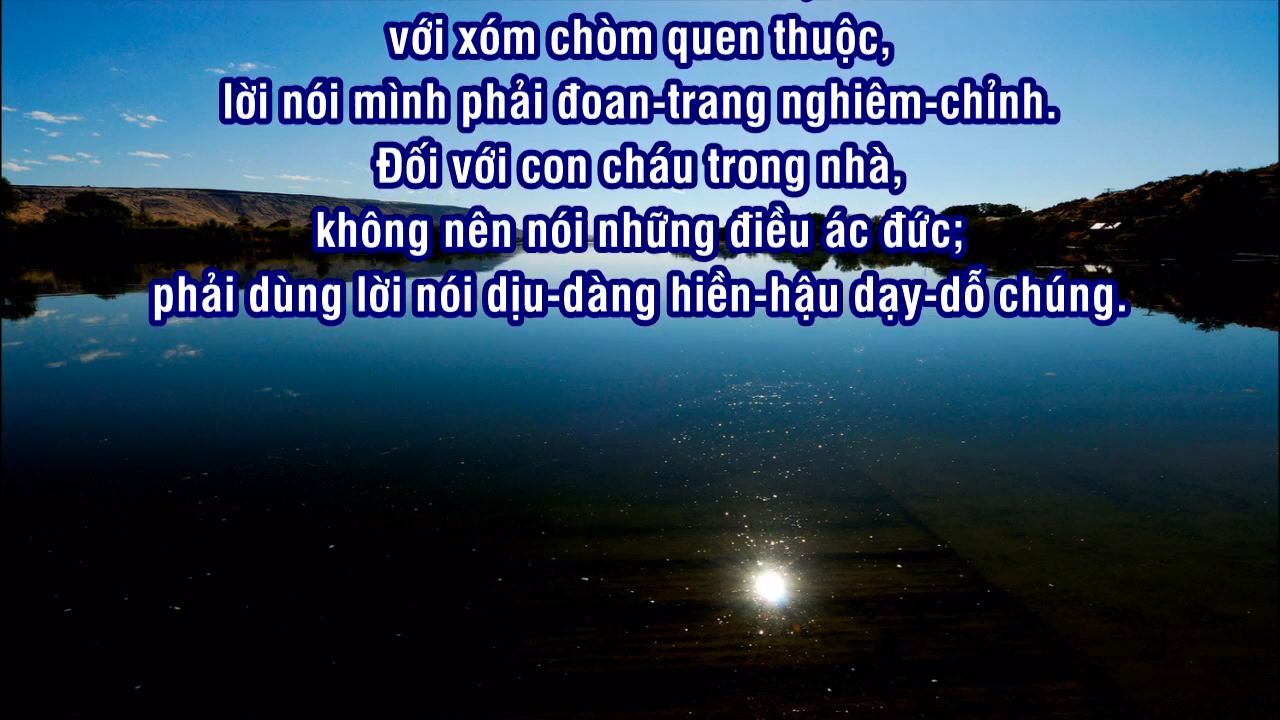 với xóm chòm quen thuộc,
lời nói mình phải đoan-trang nghiêm-chỉnh.
Đối với con cháu trong nhà,
không nên nói những điều ác đức;
phải dùng lời nói dịu-dàng hiền-hậu dạy-dỗ chúng.